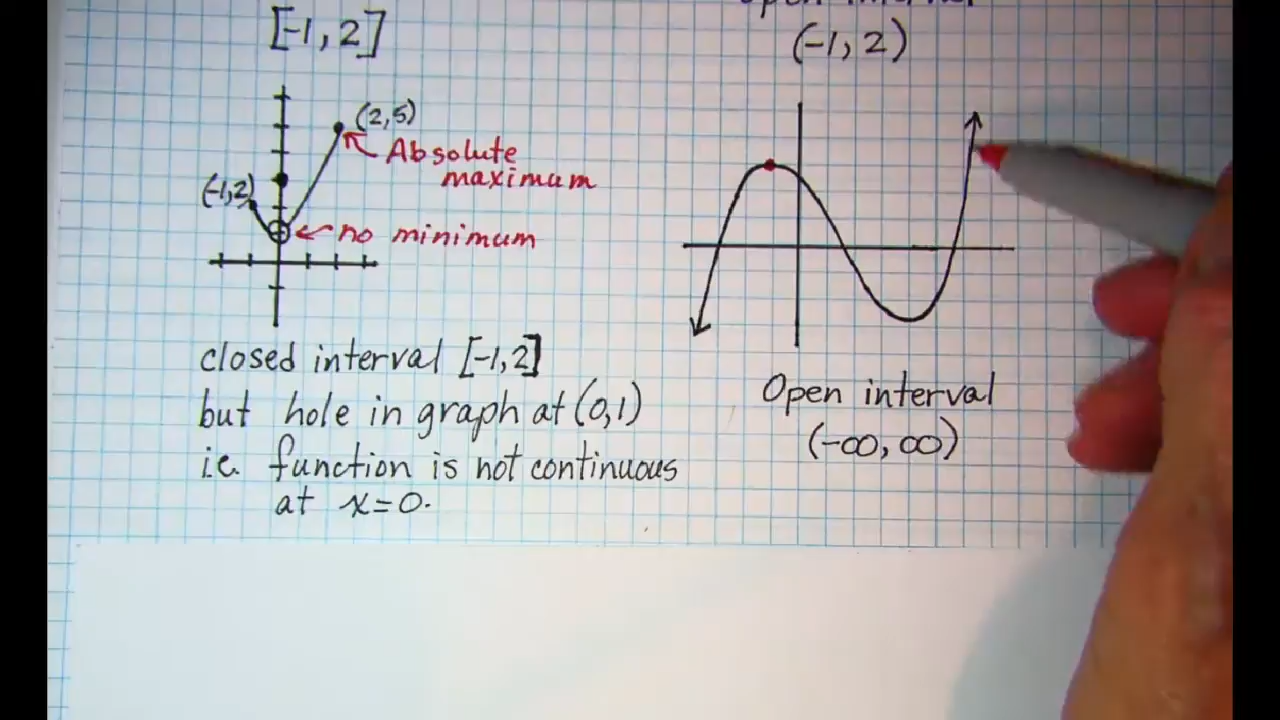 [-1, 2]
(-1, 2)
(2,5)
Absolute
maximum
(-1,2)
no minimum
closed interval [-1,2]
but hole in graph at (0,1)
i.e. function is not continuous
at x=0.
Open interval
(-∞, ∞)